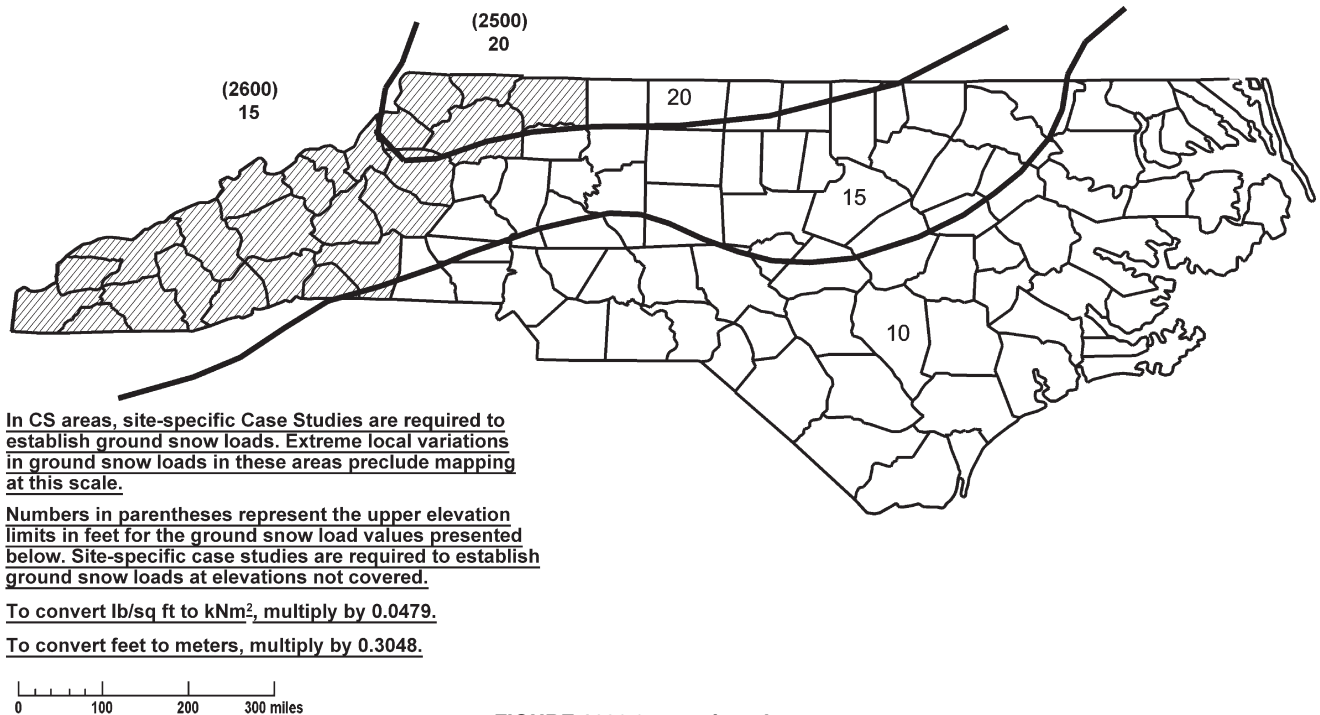 (2500)
20
(2600)
15
20
15
10
In CS areas, site-specific Case Studies are required to
establish ground snow loads. Extreme local variations
in ground snow loads in these areas preclude mapping
at this scale.
Numbers in parentheses represent the upper elevation
limits in feet for the ground snow load values presented
below. Site-specific case studies are required to establish
ground snow loads at elevations not covered.
To convert lb/sq ft to kNm², multiply by 0.0479.
To convert feet to meters, multiply by 0.3048.
0 100 200 300 miles